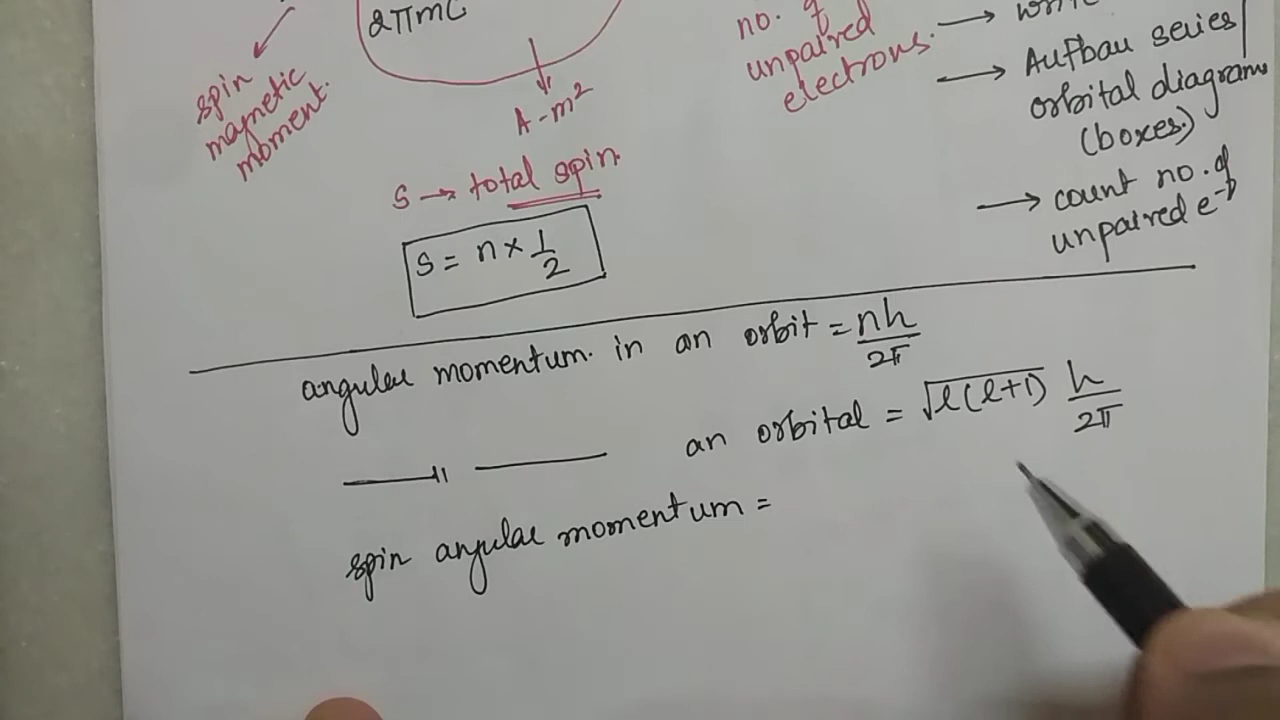 2πmC
spin
magnetic
moment.
A-m²
s → total spin.
s = n × 1/2
no. of
unpaired
electrons.
→
→ Aufbau series/
orbital diagrams
(boxes.)
→ count no. of
unpaired e⁻
angular momentum. in an orbit = nh/2π
—〃— an orbital = √l(l+1) h/2π
spin angular momentum =